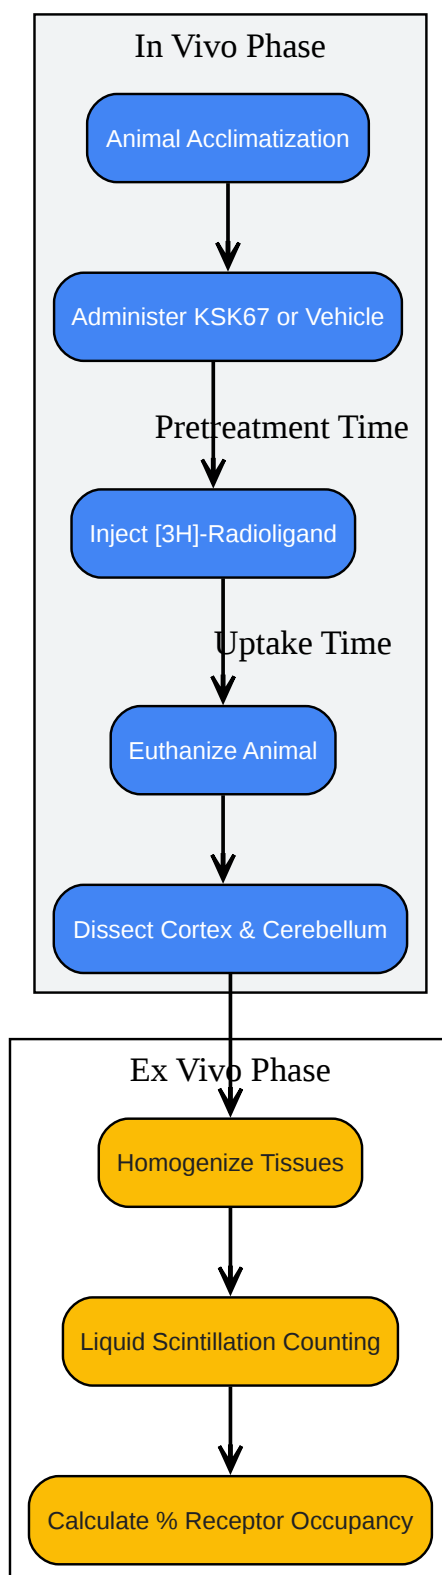 In Vivo Phase
Animal Acclimatization
Administer KSK67 or Vehicle
Pretreatment Time
Inject [3H]-Radioligand
Uptake Time
Euthanize Animal
Dissect Cortex & Cerebellum
Ex Vivo Phase
Homogenize Tissues
Liquid Scintillation Counting
Calculate % Receptor Occupancy